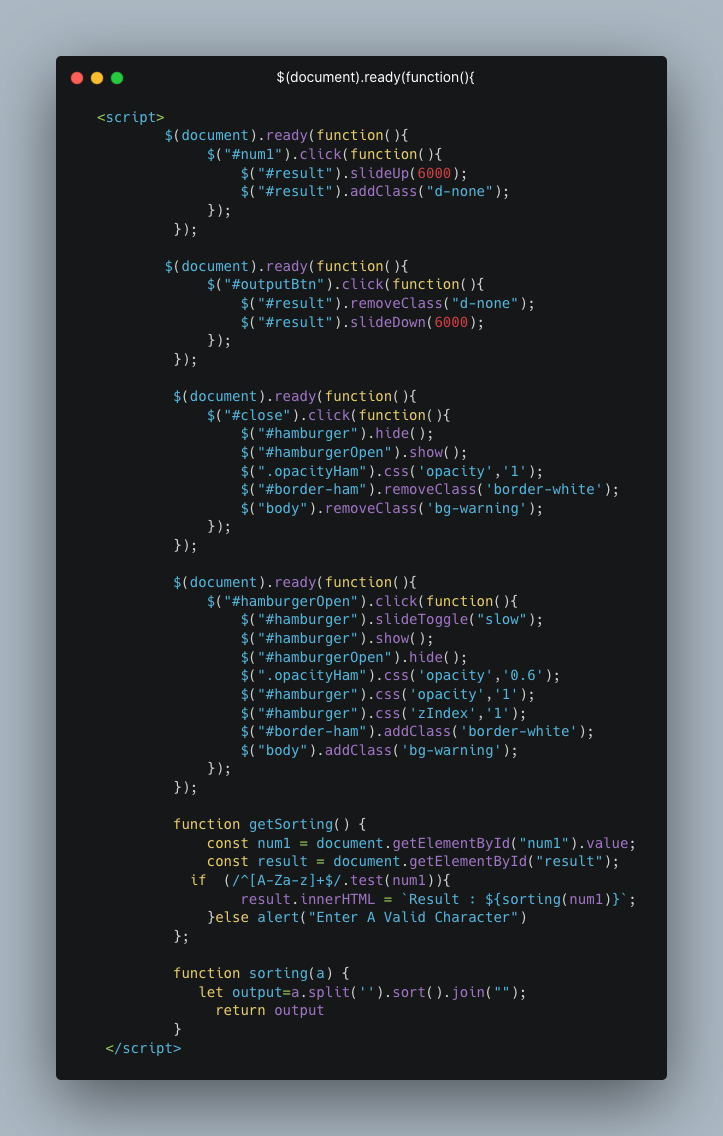 $(document).ready(function(){
<script>
$(document).ready(function(){
$("#num1").click(function(){
$("#result").slideUp(6000);
$("#result").addClass("d-none");
});
});
$(document).ready(function(){
$("#outputBtn").click(function(){
$("#result").removeClass("d-none");
$("#result").slideDown(6000);
});
});
$(document).ready(function(){
$("#close").click(function(){
$("#hamburger").hide();
$("#hamburgerOpen").show();
$(".opacityHam").css('opacity','1');
$("#border-ham").removeClass('border-white');
$("body").removeClass('bg-warning');
});
});
$(document).ready(function(){
$("#hamburgerOpen").click(function(){
$("#hamburger").slideToggle("slow");
$("#hamburger").show();
$("#hamburgerOpen").hide();
$(".opacityHam").css('opacity','0.6');
$("#hamburger").css('opacity','1');
$("#hamburger").css('zIndex','1');
$("#border-ham").addClass('border-white');
$("body").addClass('bg-warning');
});
});
function getSorting() {
const num1 = document.getElementById("num1").value;
const result = document.getElementById("result");
if  (/^[A-Za-z]+$/.test(num1)){
result.innerHTML = `Result : ${sorting(num1)}`;
}else alert("Enter A Valid Character")
};
function sorting(a) {
let output=a.split('').sort().join("");
return output
}
</script>